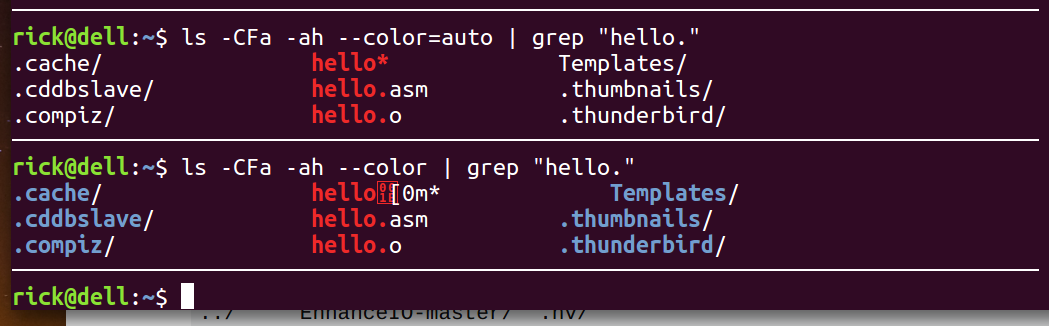 rick@dell:~$ ls -CFa -ah --color=auto | grep "hello."
.cache/ hello* Templates/
.cddbslave/ hello.asm .thumbnails/
.compiz/ hello.o .thunderbird/
rick@dell:~$ ls -CFa -ah --color | grep "hello."
.cache/ hello[0m* Templates/
.cddbslave/ hello.asm .thumbnails/
.compiz/ hello.o .thunderbird/
rick@dell:~$
../ EnhanceIO-master/ .nv/